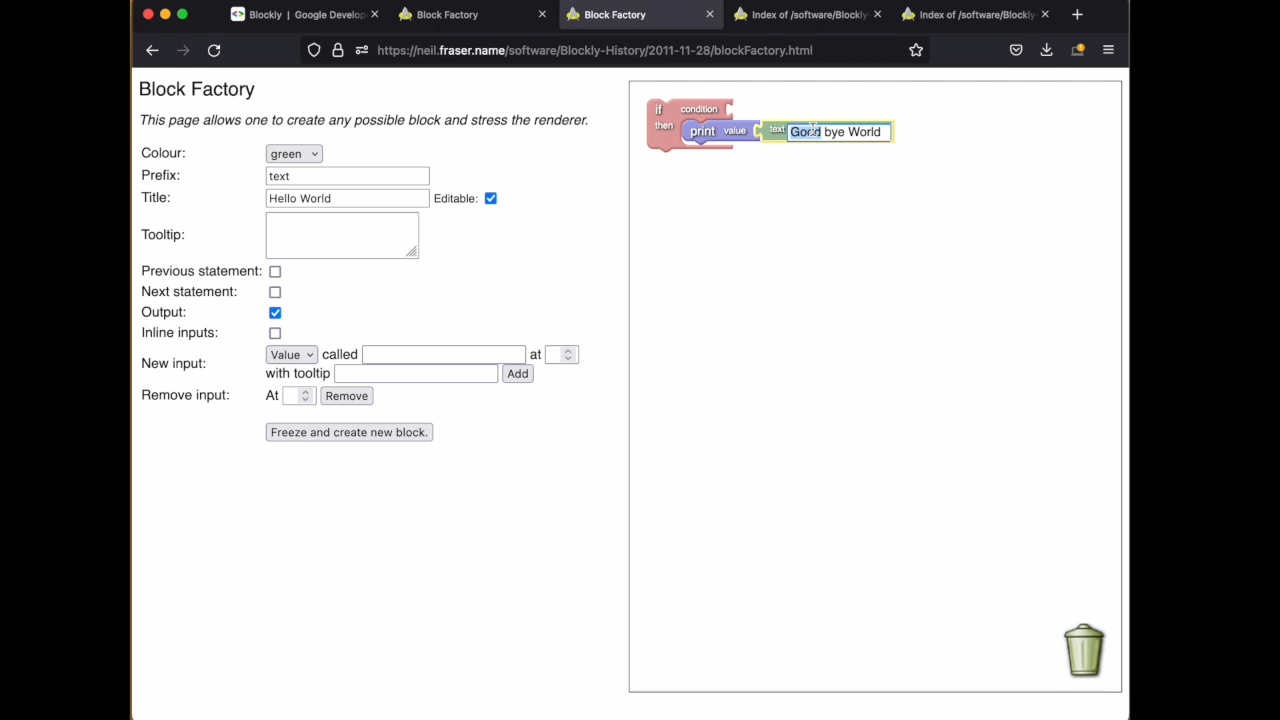 Blockly | Google Develop
Block Factory
Block Factory
Index of /software/Blockly-
Index of /software/Blockly-
https://neil.fraser.name/software/Blockly-History/2011-11-28/blockFactory.html
Block Factory
This page allows one to create any possible block and stress the renderer.
Colour: green
Prefix: text
Title: Hello World Editable:
Tooltip:
Previous statement:
Next statement:
Output:
Inline inputs:
New input: Value called at
with tooltip Add
Remove input: At Remove
Freeze and create new block.
if condition
then print value text Good bye World